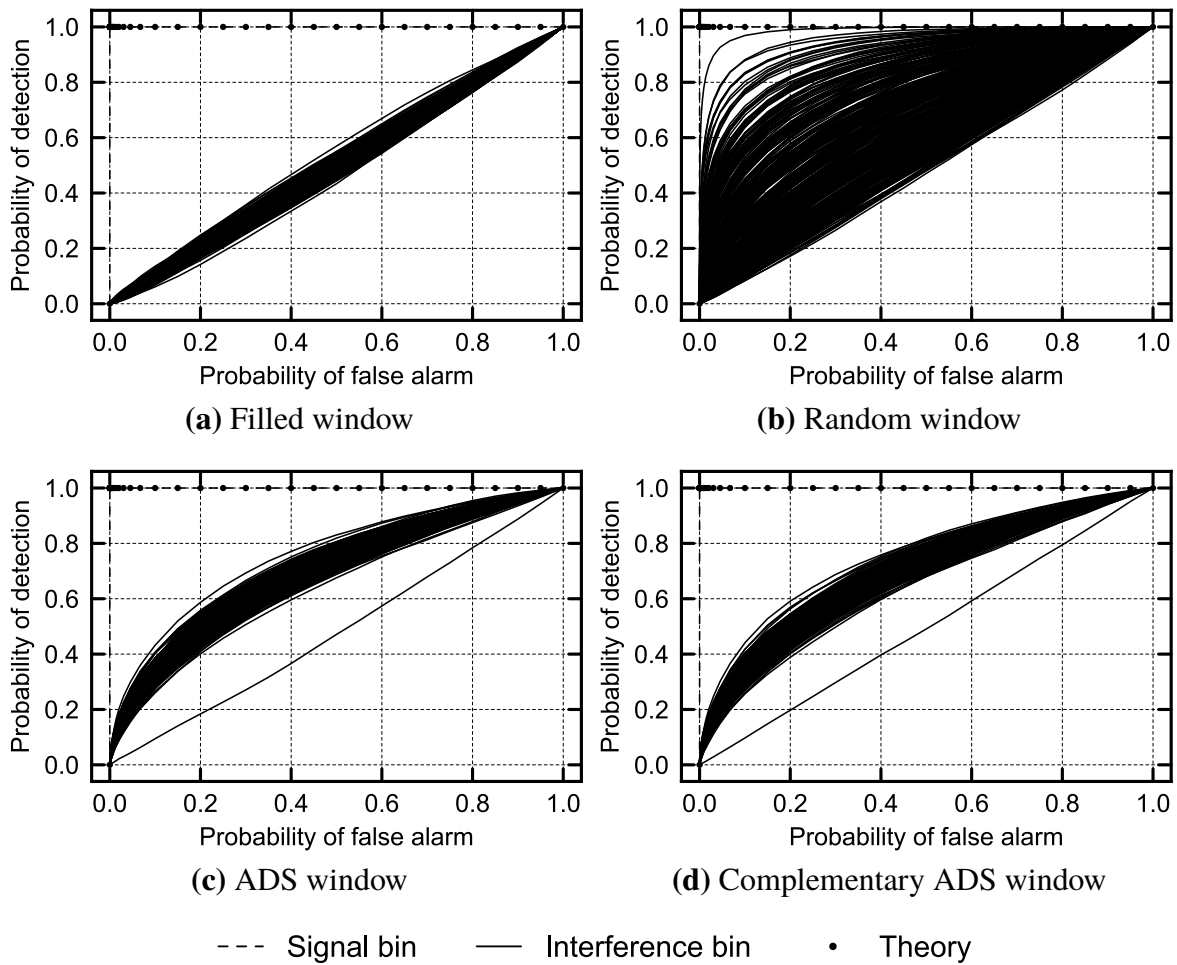 1.0
0.8
0.6
0.4
0.2
0.0
Probability of detection
0.0 0.2 0.4 0.6 0.8 1.0
Probability of false alarm
(a) Filled window
1.0
0.8
0.6
0.4
0.2
0.0
Probability of detection
0.0 0.2 0.4 0.6 0.8 1.0
Probability of false alarm
(b) Random window
1.0
0.8
0.6
0.4
0.2
0.0
Probability of detection
0.0 0.2 0.4 0.6 0.8 1.0
Probability of false alarm
(c) ADS window
1.0
0.8
0.6
0.4
0.2
0.0
Probability of detection
0.0 0.2 0.4 0.6 0.8 1.0
Probability of false alarm
(d) Complementary ADS window
Signal bin Interference bin Theory